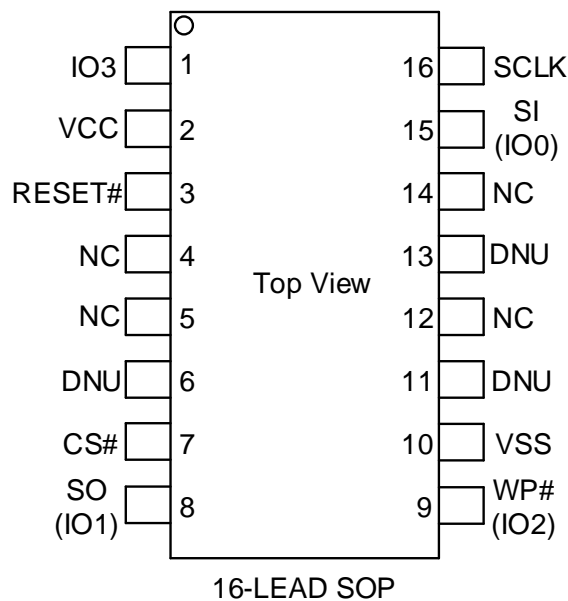 IO3 1 16 SCLK
VCC 2 15 SI
(IO0)
RESET# 3 14 NC
NC 4 13 DNU
Top View
NC 5 12 NC
DNU 6 11 DNU
CS# 7 10 VSS
SO 8 9 WP#
(IO1) (IO2)
16-LEAD SOP